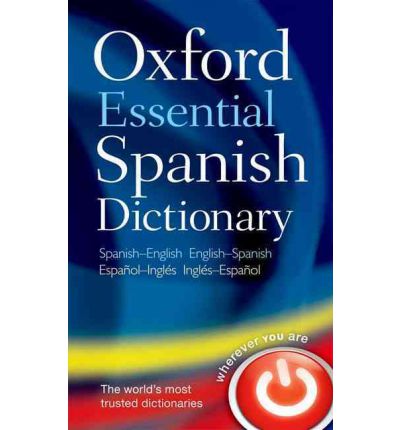 Oxford
Essential
Spanish
Dictionary
Spanish–English English–Spanish
Español–Inglés Inglés–Español
wherever YOU are
The world's most
trusted dictionaries